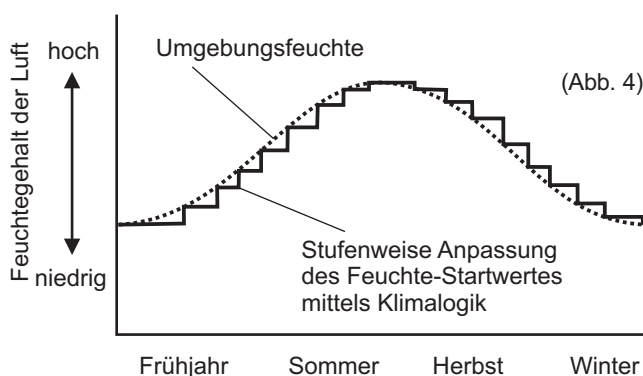 Feuchtegehalt der Luft
hoch
niedrig
Umgebungsfeuchte
(Abb. 4)
Stufenweise Anpassung
des Feuchte-Startwertes
mittels Klimalogik
Frühjahr Sommer Herbst Winter